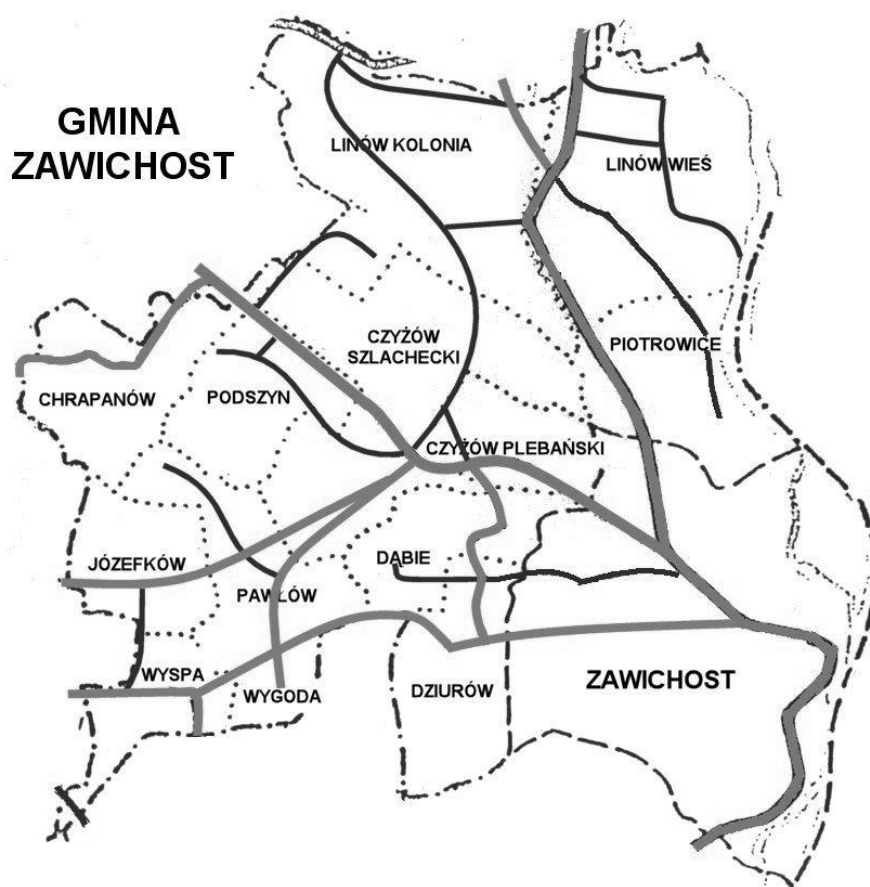 GMINA
ZAWICHOST
LINÓW KOLONIA
LINÓW WIEŚ
CZYŻÓW
SZLACHECKI
PIOTROWICE
CHRAPANÓW
PODSZYN
CZYŻÓW PLEBAŃSKI
JÓZEFKÓW
DĄBIE
PAWŁÓW
WYSPA
WYGODA
DZIURÓW
ZAWICHOST